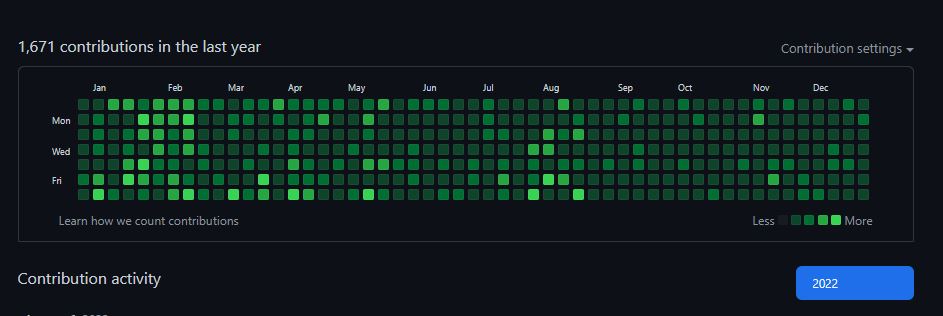 1,671 contributions in the last year
Contribution settings
Jan Feb Mar Apr May Jun Jul Aug Sep Oct Nov Dec
Mon
Wed
Fri
Learn how we count contributions
Less More
Contribution activity
2022